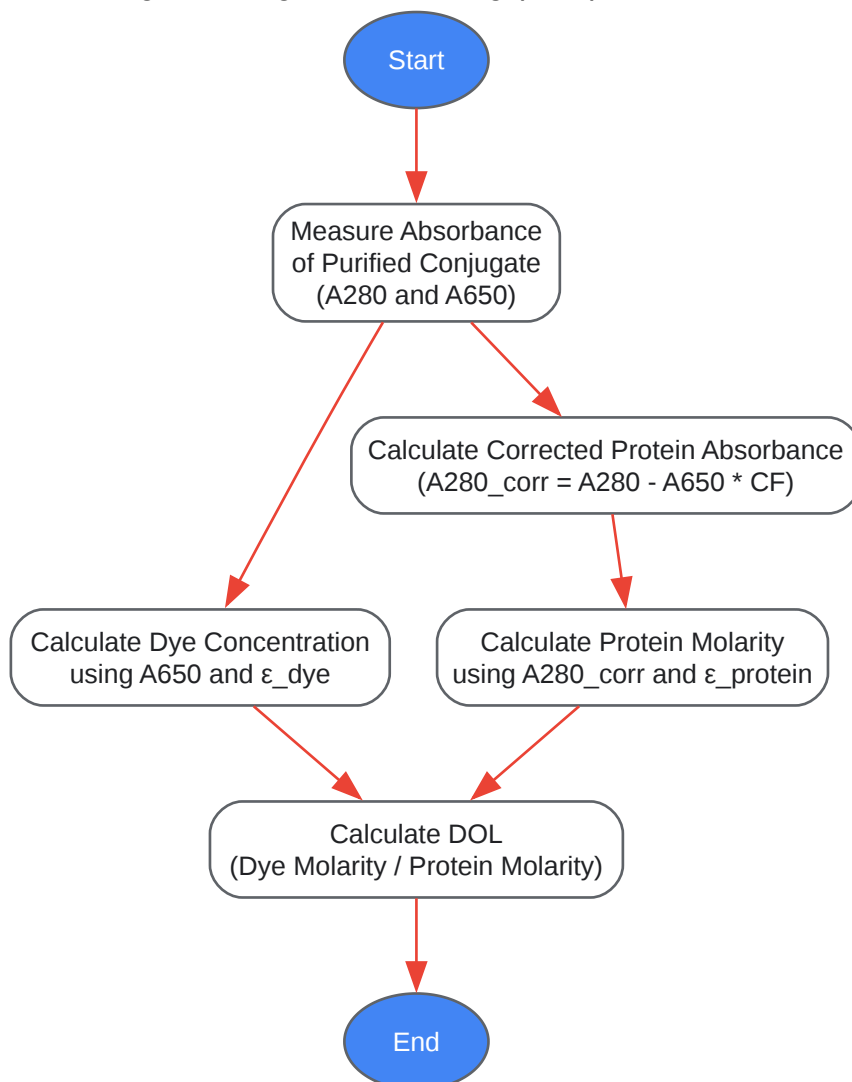 Start
Measure Absorbance
of Purified Conjugate
(A280 and A650)
Calculate Corrected Protein Absorbance
(A280_corr = A280 - A650 * CF)
Calculate Dye Concentration
using A650 and ε_dye
Calculate Protein Molarity
using A280_corr and ε_protein
Calculate DOL
(Dye Molarity / Protein Molarity)
End